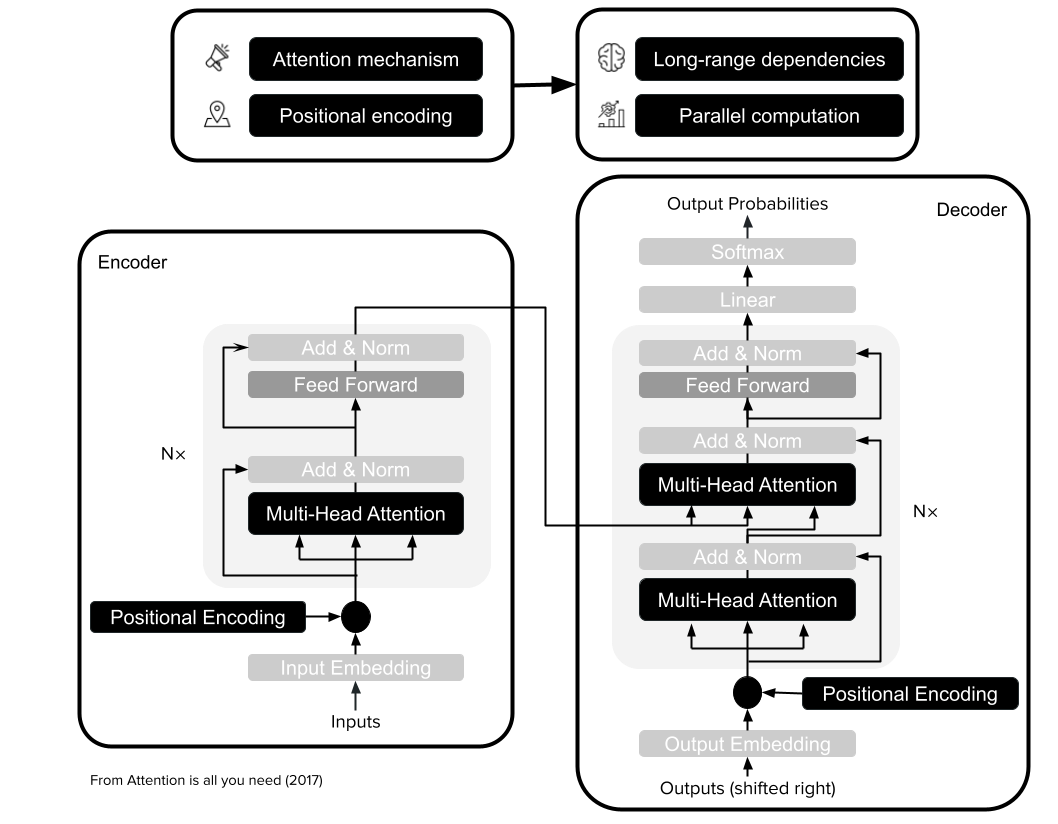 Attention mechanism
Positional encoding
Long-range dependencies
Parallel computation
Encoder
Add & Norm
Feed Forward
N×
Add & Norm
Multi-Head Attention
Positional Encoding
Input Embedding
Inputs
Decoder
Output Probabilities
Softmax
Linear
Add & Norm
Feed Forward
Add & Norm
Multi-Head Attention
N×
Add & Norm
Multi-Head Attention
Positional Encoding
Output Embedding
Outputs (shifted right)
From Attention is all you need (2017)